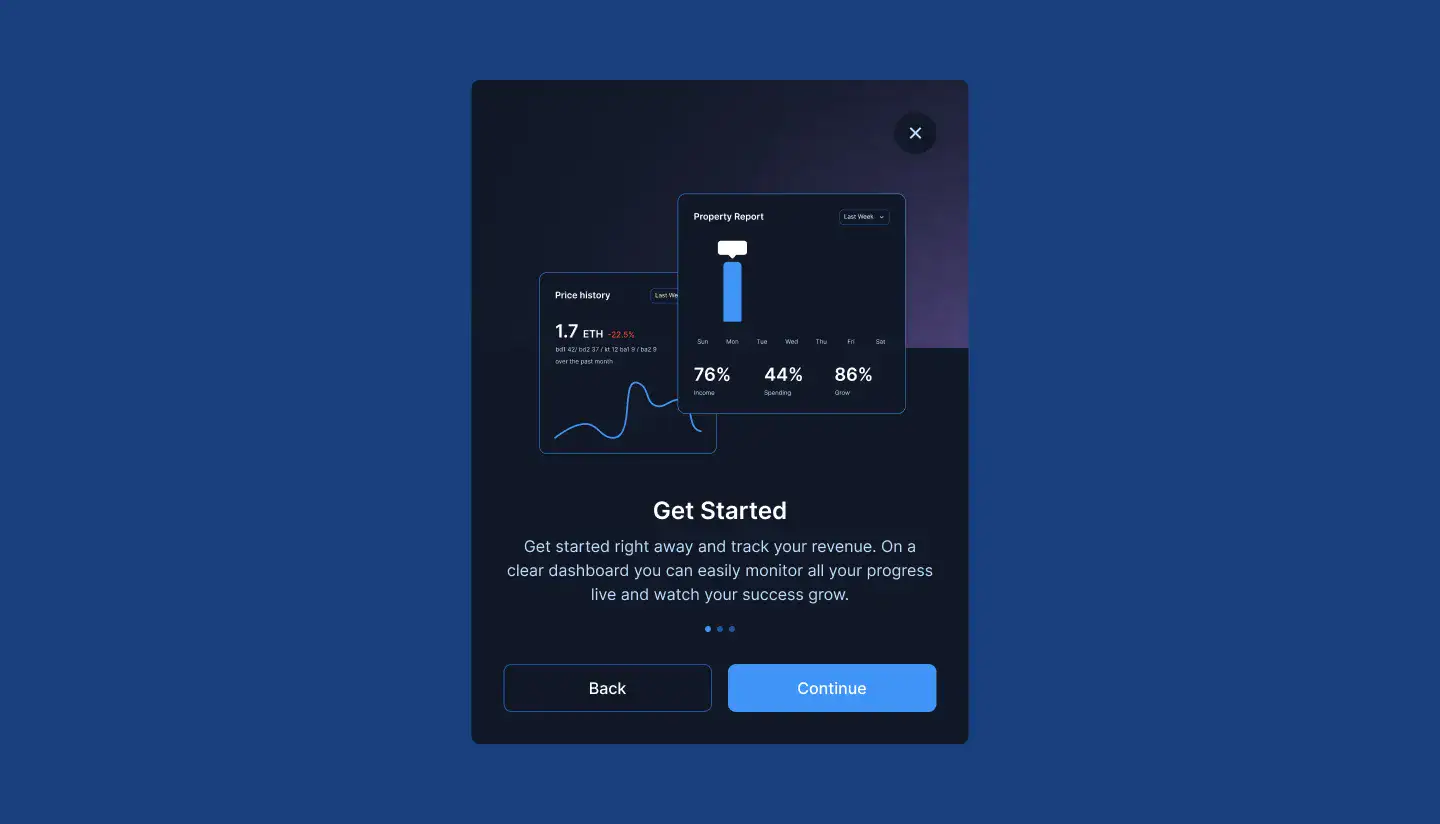 Property Report
Last Week
Sun Mon Tue Wed Thu Fri Sat
76% 44% 86%
Income Spending Grow
Price history
Last We
1.7 ETH -22.5%
bd1 42/ bd2 37 / kt 12 ba1 9 / ba2 9
over the past month
Get Started
Get started right away and track your revenue. On a
clear dashboard you can easily monitor all your progress
live and watch your success grow.
Back
Continue